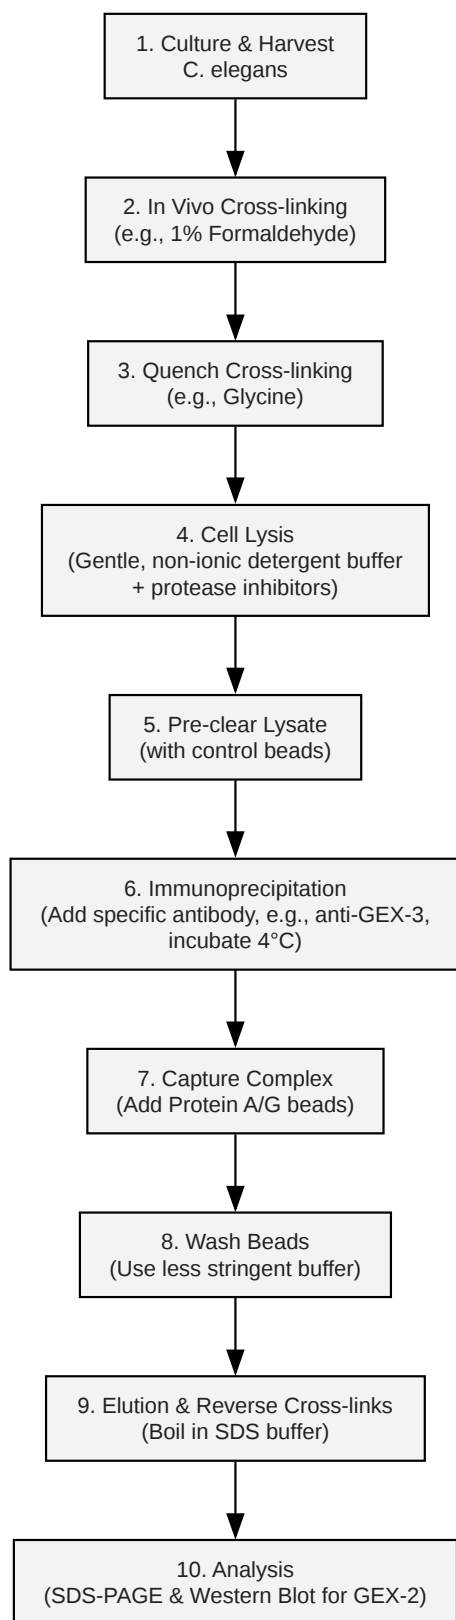 1. Culture & Harvest
C. elegans
2. In Vivo Cross-linking
(e.g., 1% Formaldehyde)
3. Quench Cross-linking
(e.g., Glycine)
4. Cell Lysis
(Gentle, non-ionic detergent buffer
+ protease inhibitors)
5. Pre-clear Lysate
(with control beads)
6. Immunoprecipitation
(Add specific antibody, e.g., anti-GEX-3,
incubate 4°C)
7. Capture Complex
(Add Protein A/G beads)
8. Wash Beads
(Use less stringent buffer)
9. Elution & Reverse Cross-links
(Boil in SDS buffer)
10. Analysis
(SDS-PAGE & Western Blot for GEX-2)